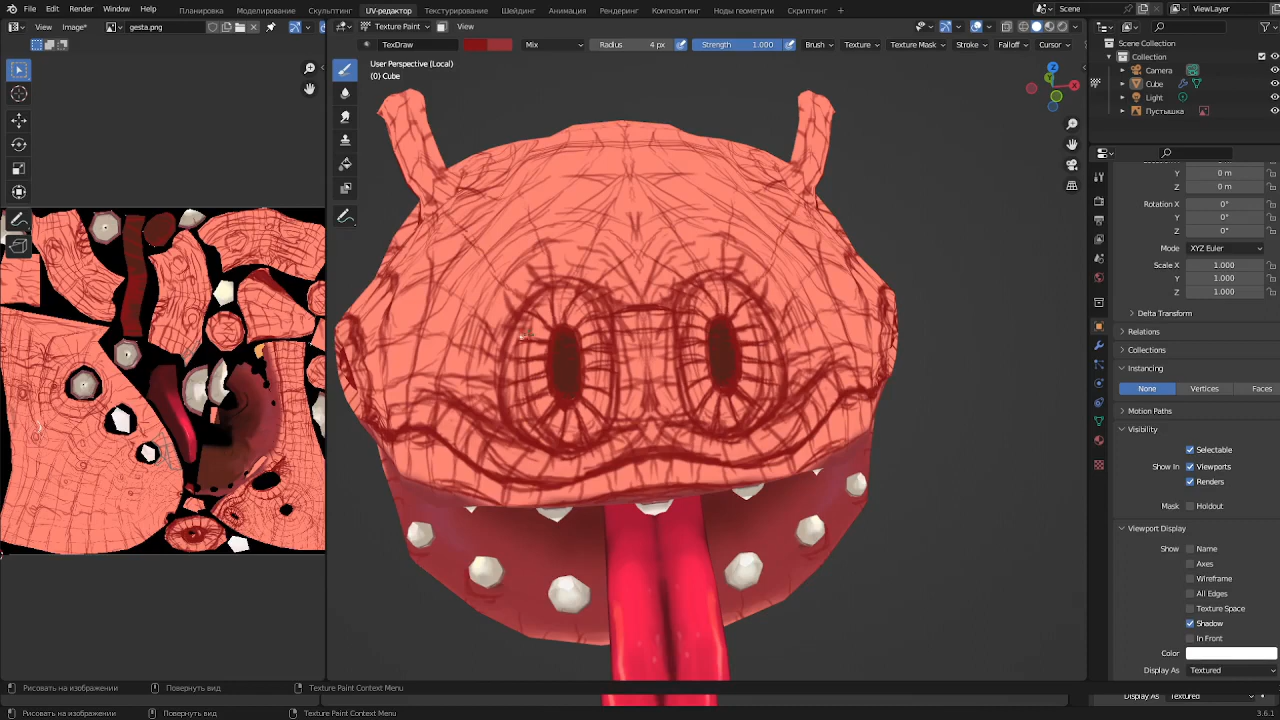 File Edit Render Window Help Планировка Моделирование Скульптинг UV-редактор Текстурирование Шейдинг Анимация Рендеринг Композитинг Геометрические ноды Скриптинг Scene ViewLayer
View Image* gesta.png Texture Paint View
TexDraw Mix Radius 4 px Strength 1.000 Brush Texture Texture Mask Stroke Falloff Cursor
User Perspective (Local)
(0) Cube
Z
Y
X
Scene Collection
Collection
Camera
Cube
Light
Пустышка
Y 0 m
Z 0 m
Rotation X 0°
Y 0°
Z 0°
Mode XYZ Euler
Scale X 1.000
Y 1.000
Z 1.000
Delta Transform
Relations
Collections
Instancing
None Vertices Faces
Motion Paths
Visibility
Selectable
Show In Viewports
Renders
Mask Holdout
Viewport Display
Show Name
Axes
Wireframe
All Edges
Texture Space
Shadow
In Front
Color
Display As Textured
Рисовать на изображении Повернуть вид Texture Paint Context Menu
Display As Textured
Рисовать на изображении Повернуть вид Texture Paint Context Menu 3.6.1